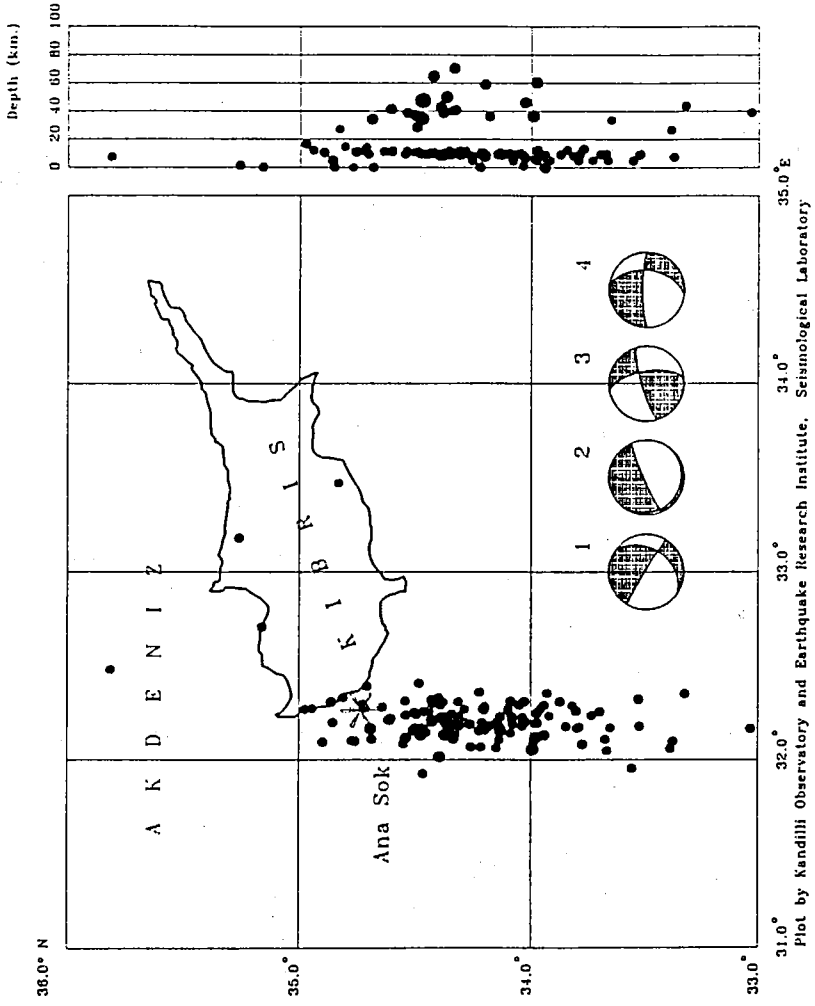 Depth (km.)
0 20 40 60 80 100
36.0° N
35.0°
34.0°
33.0°
31.0°
32.0°
33.0°
34.0°
35.0°E
AKDENIZ
KIBRIS
Ana Sok
1
2
3
4
Plot by Kandilli Observatory and Earthquake Research Institute, Seismological Laboratory